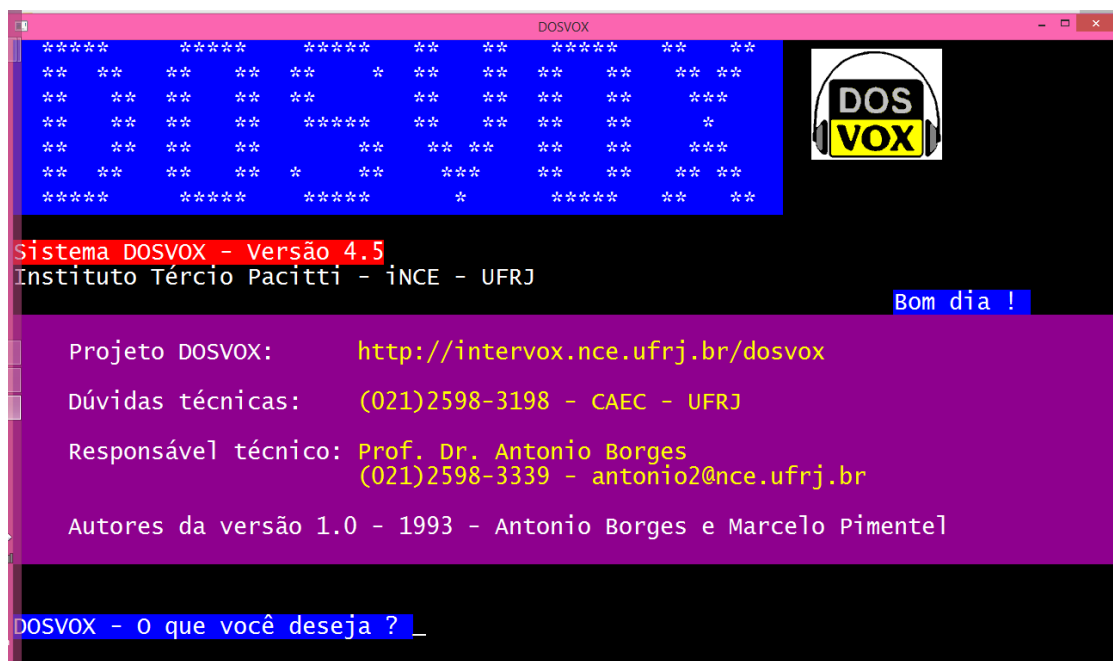 DOSVOX
DOSVOX
DOS
VOX
Sistema DOSVOX - Versão 4.5
Instituto Tércio Pacitti - iNCE - UFRJ
Bom dia !
Projeto DOSVOX: http://intervox.nce.ufrj.br/dosvox
Dúvidas técnicas: (021)2598-3198 - CAEC - UFRJ
Responsável técnico: Prof. Dr. Antonio Borges
(021)2598-3339 - antonio2@nce.ufrj.br
Autores da versão 1.0 - 1993 - Antonio Borges e Marcelo Pimentel
DOSVOX - O que você deseja ? _